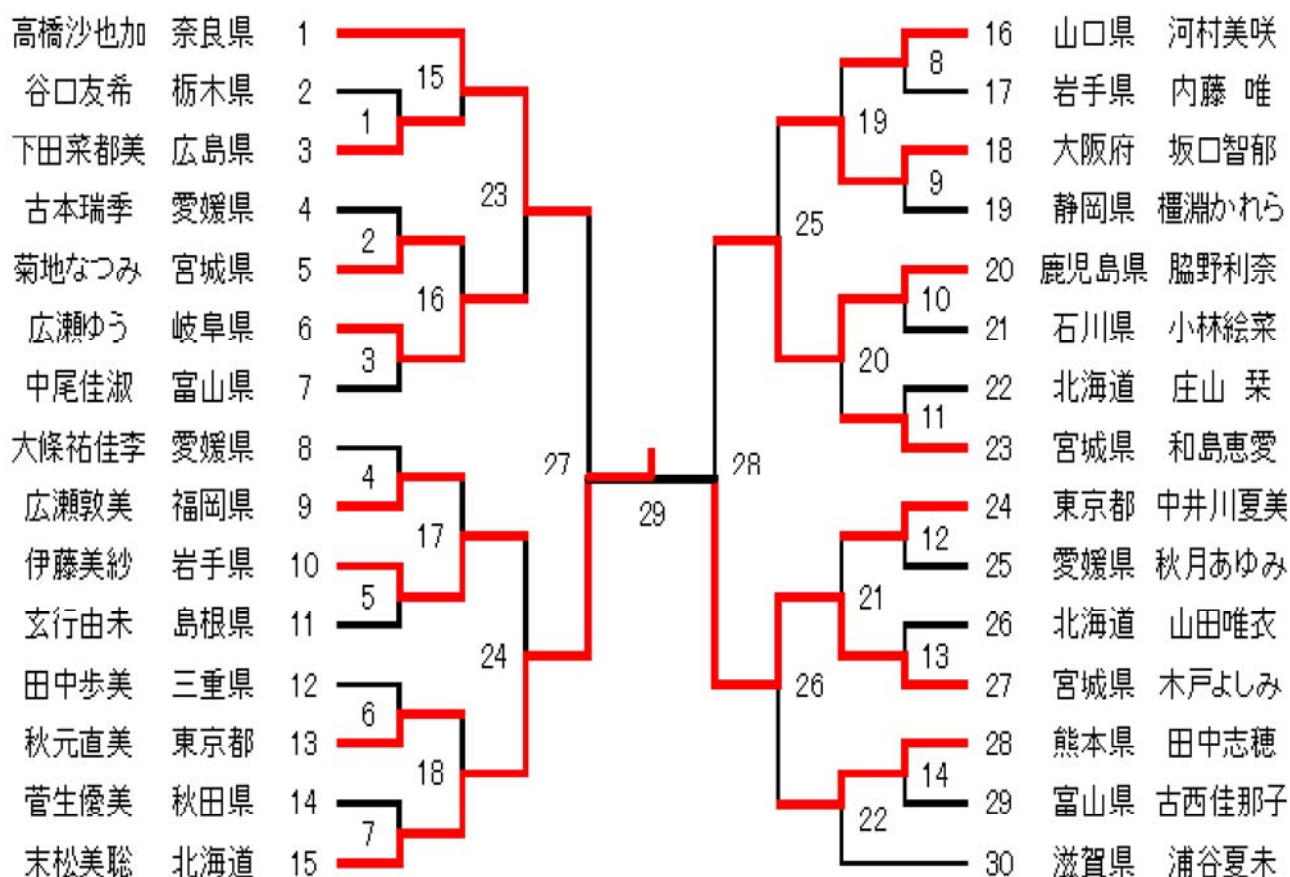 高橋沙也加 奈良県 1
谷口友希 栃木県 2
下田菜都美 広島県 3
古本瑞季 愛媛県 4
菊地なつみ 宮城県 5
広瀬ゆう 岐阜県 6
中尾佳淑 富山県 7
大條祐佳李 愛媛県 8
広瀬敦美 福岡県 9
伊藤美紗 岩手県 10
玄行由未 島根県 11
田中歩美 三重県 12
秋元直美 東京都 13
菅生優美 秋田県 14
末松美聡 北海道 15
15
1
23
2
16
3
27
4
17
5
24
6
18
7
29
28
8
19
9
25
10
20
11
12
21
13
26
14
22
16 山口県 河村美咲
17 岩手県 内藤 唯
18 大阪府 坂口智郁
19 静岡県 橿淵かれら
20 鹿児島県 脇野利奈
21 石川県 小林絵菜
22 北海道 庄山 栞
23 宮城県 和島恵愛
24 東京都 中井川夏美
25 愛媛県 秋月あゆみ
26 北海道 山田唯衣
27 宮城県 木戸よしみ
28 熊本県 田中志穂
29 富山県 古西佳那子
30 滋賀県 浦谷夏未